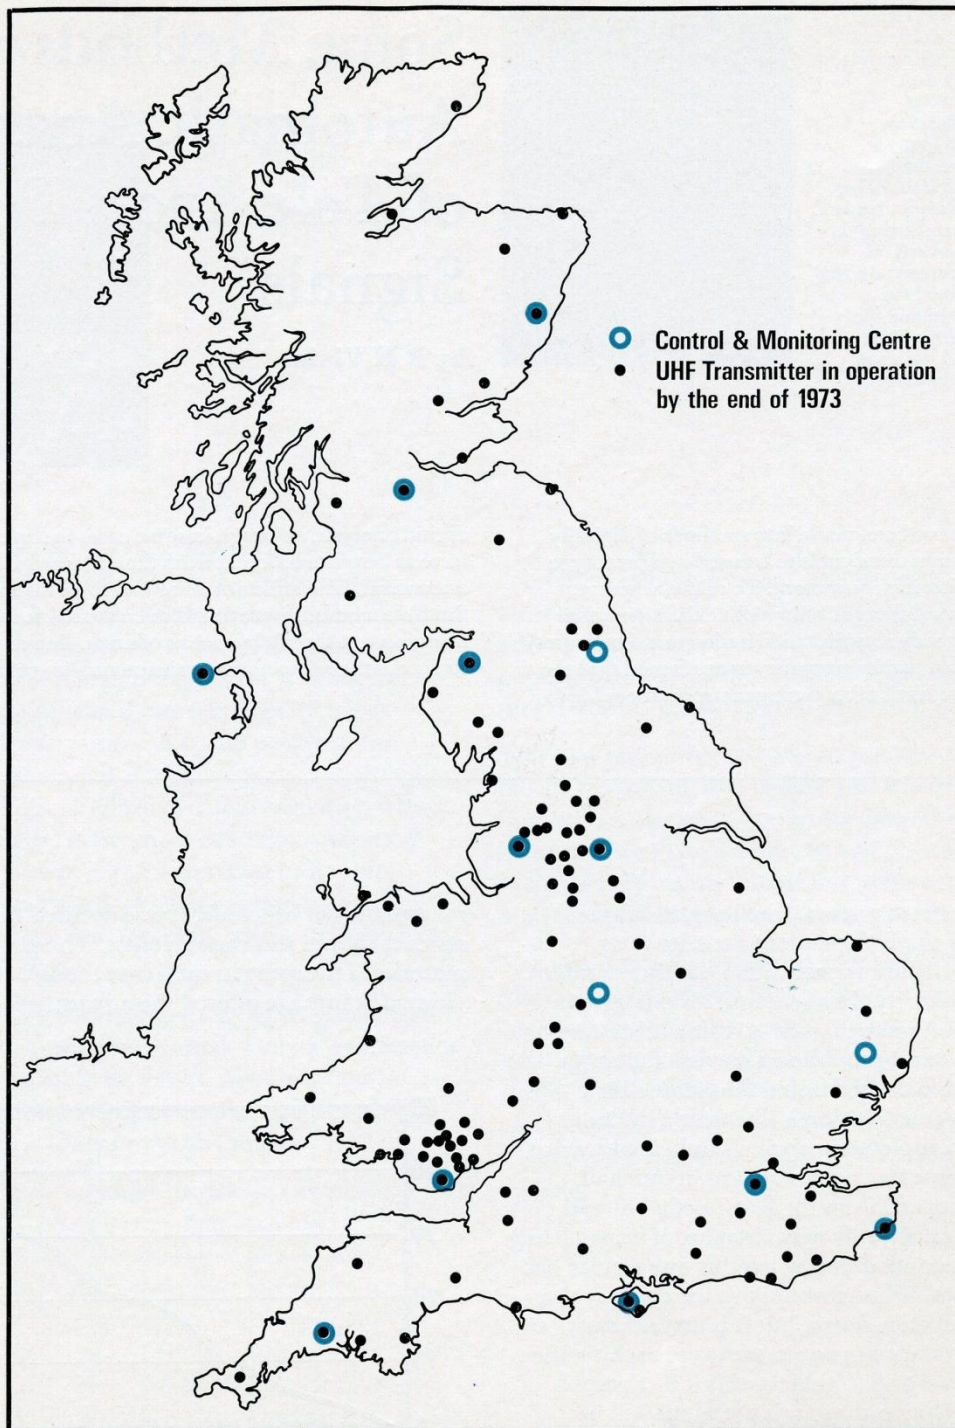 Control & Monitoring Centre
UHF Transmitter in operation
by the end of 1973